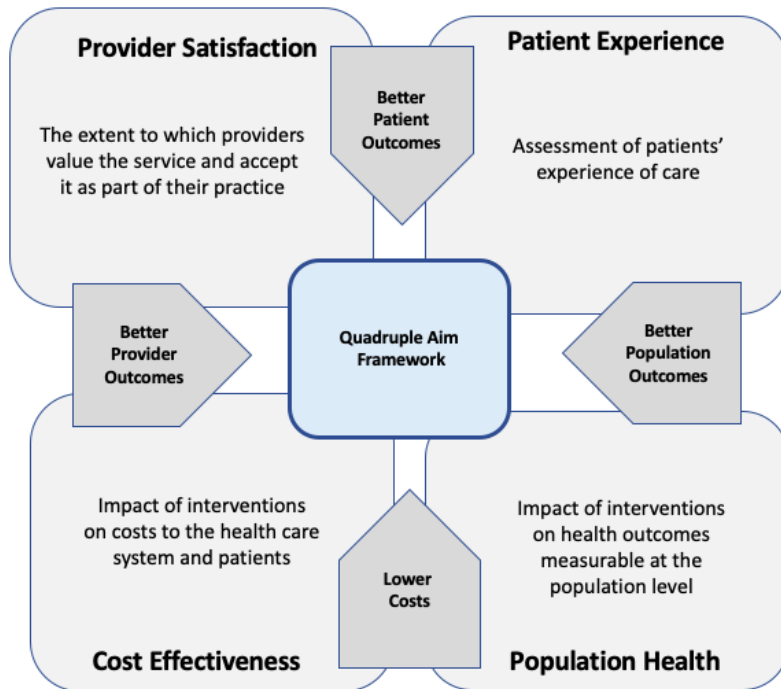 Provider Satisfaction
The extent to which providers
value the service and accept
it as part of their practice
Better
Patient
Outcomes
Patient Experience
Assessment of patients’
experience of care
Better
Provider
Outcomes
Quadruple Aim
Framework
Better
Population
Outcomes
Impact of interventions
on costs to the health care
system and patients
Cost Effectiveness
Lower
Costs
Impact of interventions
on health outcomes
measurable at the
population level
Population Health